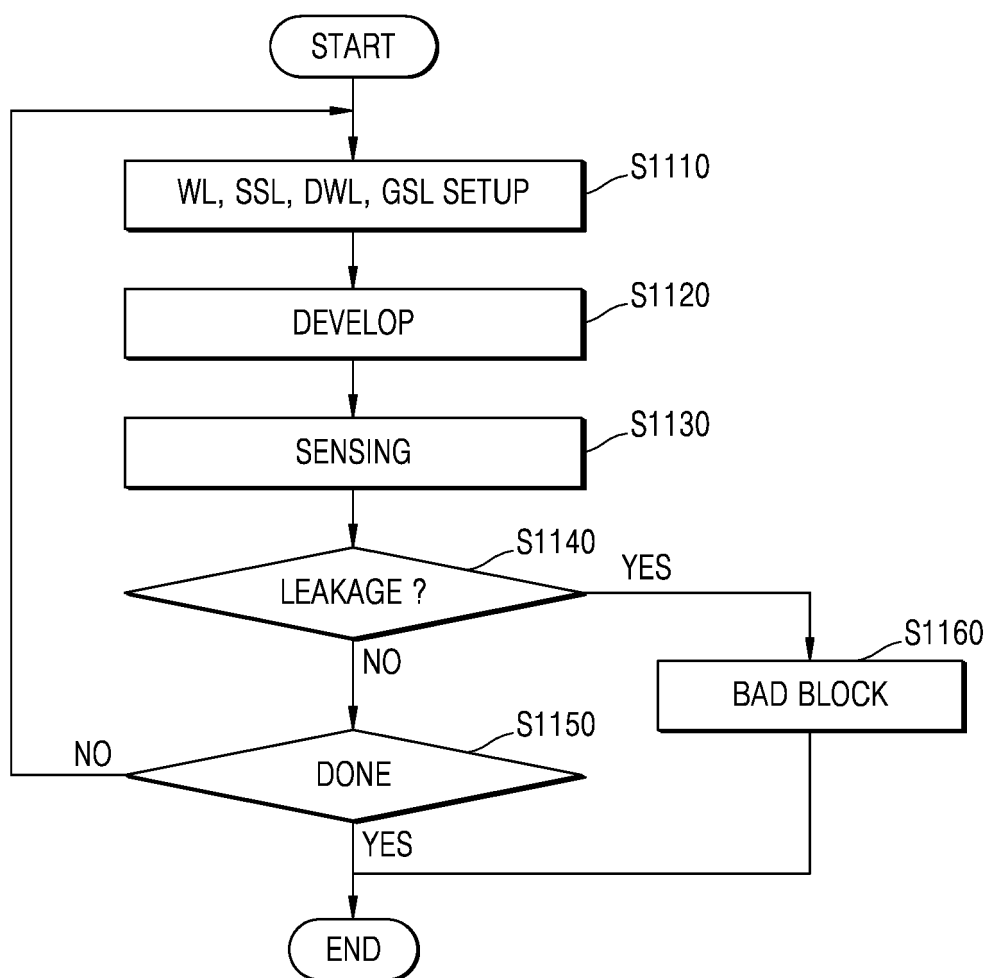 START
WL, SSL, DWL, GSL SETUP
S1110
DEVELOP
S1120
SENSING
S1130
LEAKAGE ?
S1140
YES
NO
BAD BLOCK
S1160
DONE
S1150
NO
YES
END